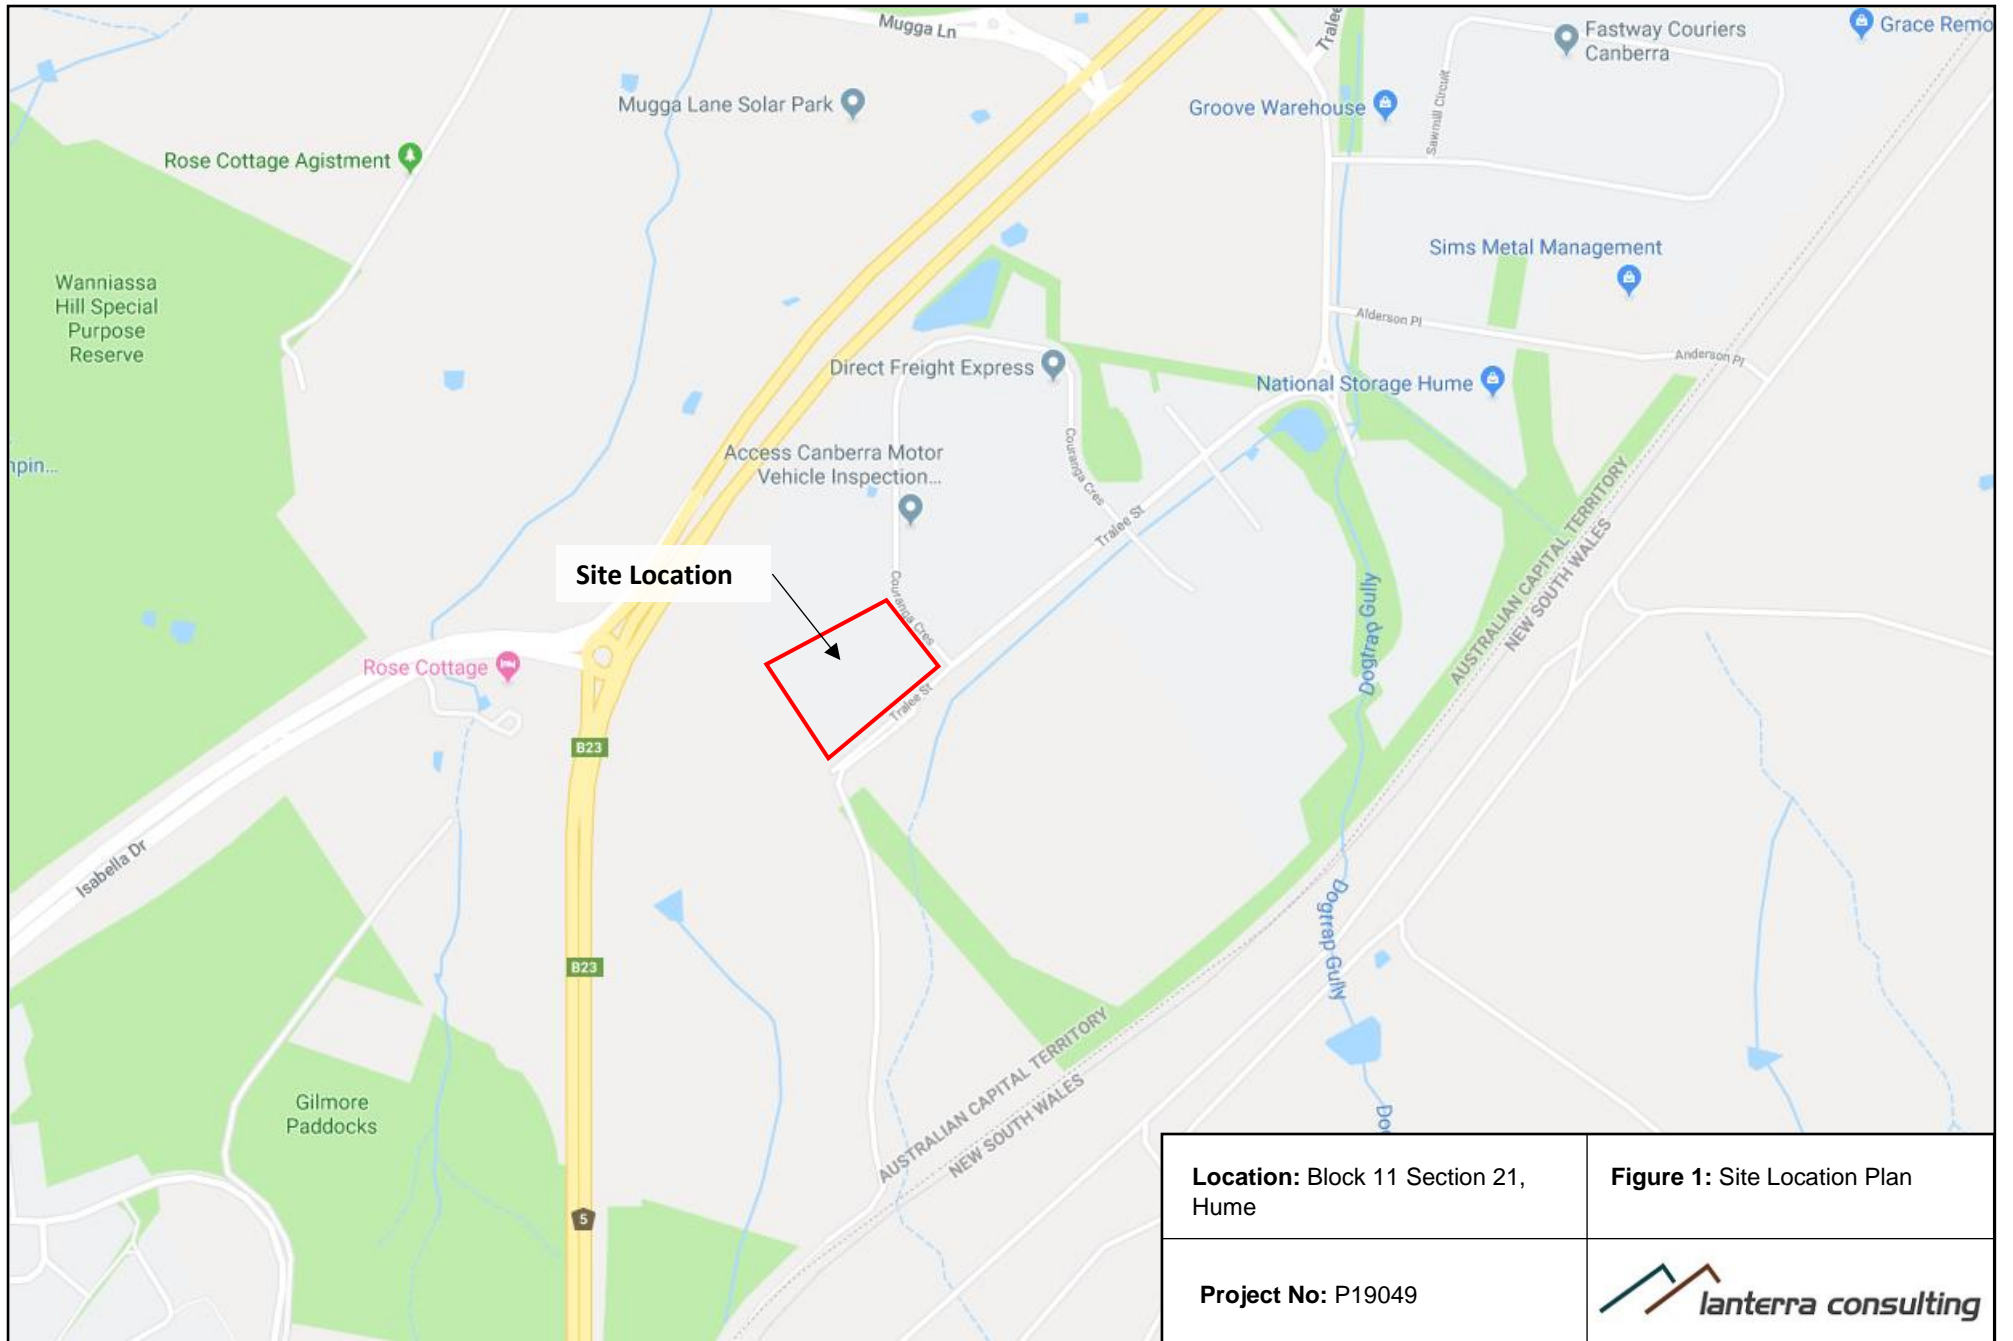 Mugga Ln
Tralee
Fastway Couriers
Canberra
Grace Remo
Mugga Lane Solar Park
Groove Warehouse
Sawmill Circuit
Rose Cottage Agistment
Sims Metal Management
Wanniassa
Hill Special
Purpose
Reserve
Alderson Pl
Anderson Pl
Direct Freight Express
National Storage Hume
Access Canberra Motor
Vehicle Inspection...
npin...
Couranga Cres
Tralee St
AUSTRALIAN CAPITAL TERRITORY
NEW SOUTH WALES
Site Location
Couranga Cres
Dogtrap Gully
Rose Cottage
Tralee St
B23
Isabella Dr
Dogtrap Gully
B23
AUSTRALIAN CAPITAL TERRITORY
NEW SOUTH WALES
Gilmore
Paddocks
Dog
5
Location: Block 11 Section 21,
Hume
Figure 1: Site Location Plan
Project No: P19049
lanterra consulting